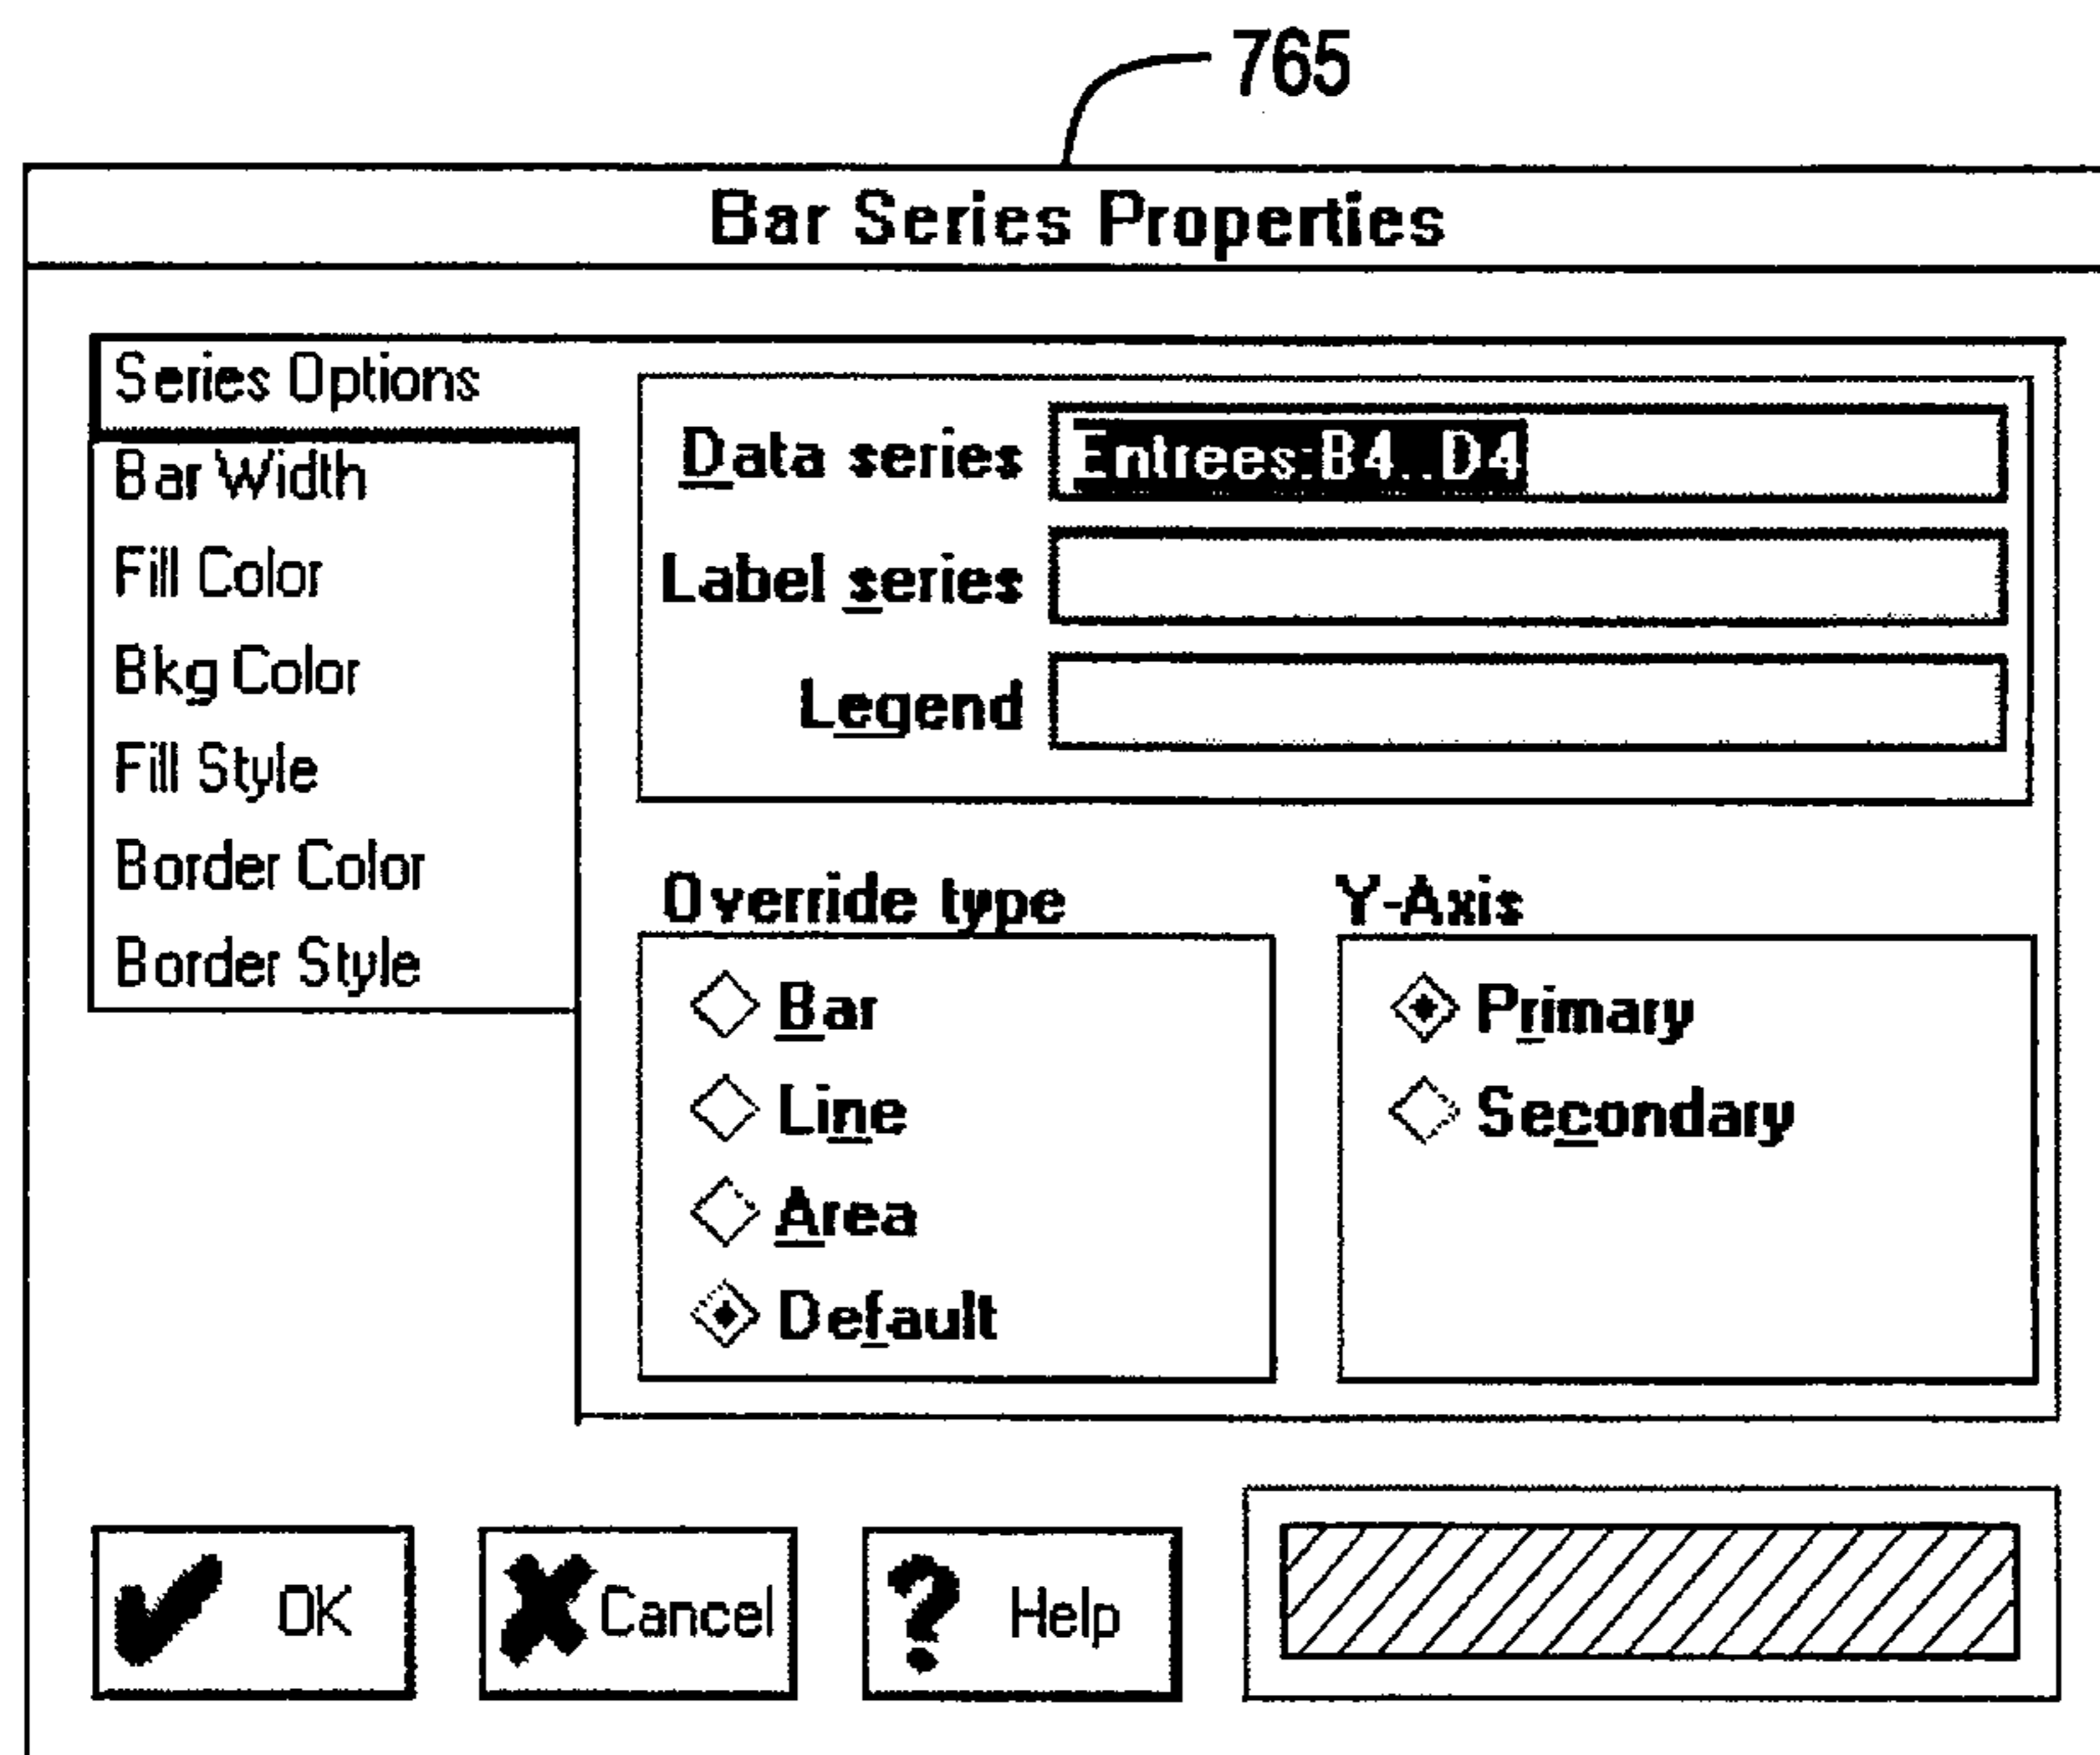 765
Bar Series Properties
Series Options
Bar Width
Fill Color
Bkg Color
Fill Style
Border Color
Border Style
Data series Entrees:B4..D4
Label series
Legend
Override type
Bar
Line
Area
Default
Y-Axis
Primary
Secondary
OK
Cancel
? Help